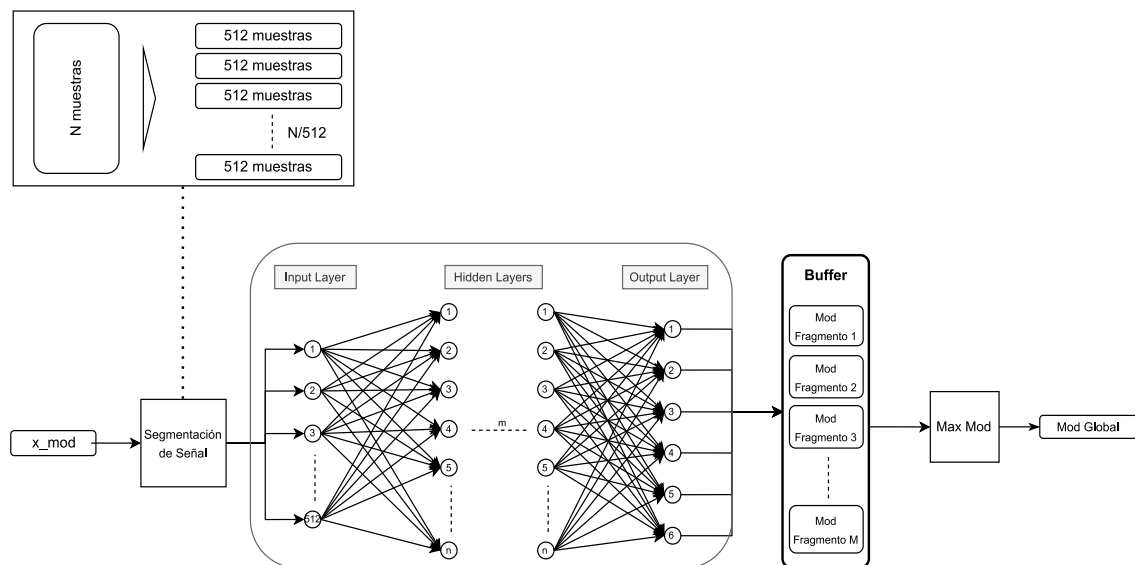 N muestras
512 muestras
512 muestras
512 muestras
N/512
512 muestras
x_mod
Segmentación
de Señal
Input Layer
Hidden Layers
Output Layer
1
2
3
512
1
2
3
4
5
n
m
1
2
3
4
5
n
1
2
3
4
5
6
Buffer
Mod
Fragmento 1
Mod
Fragmento 2
Mod
Fragmento 3
Mod
Fragmento M
Max Mod
Mod Global